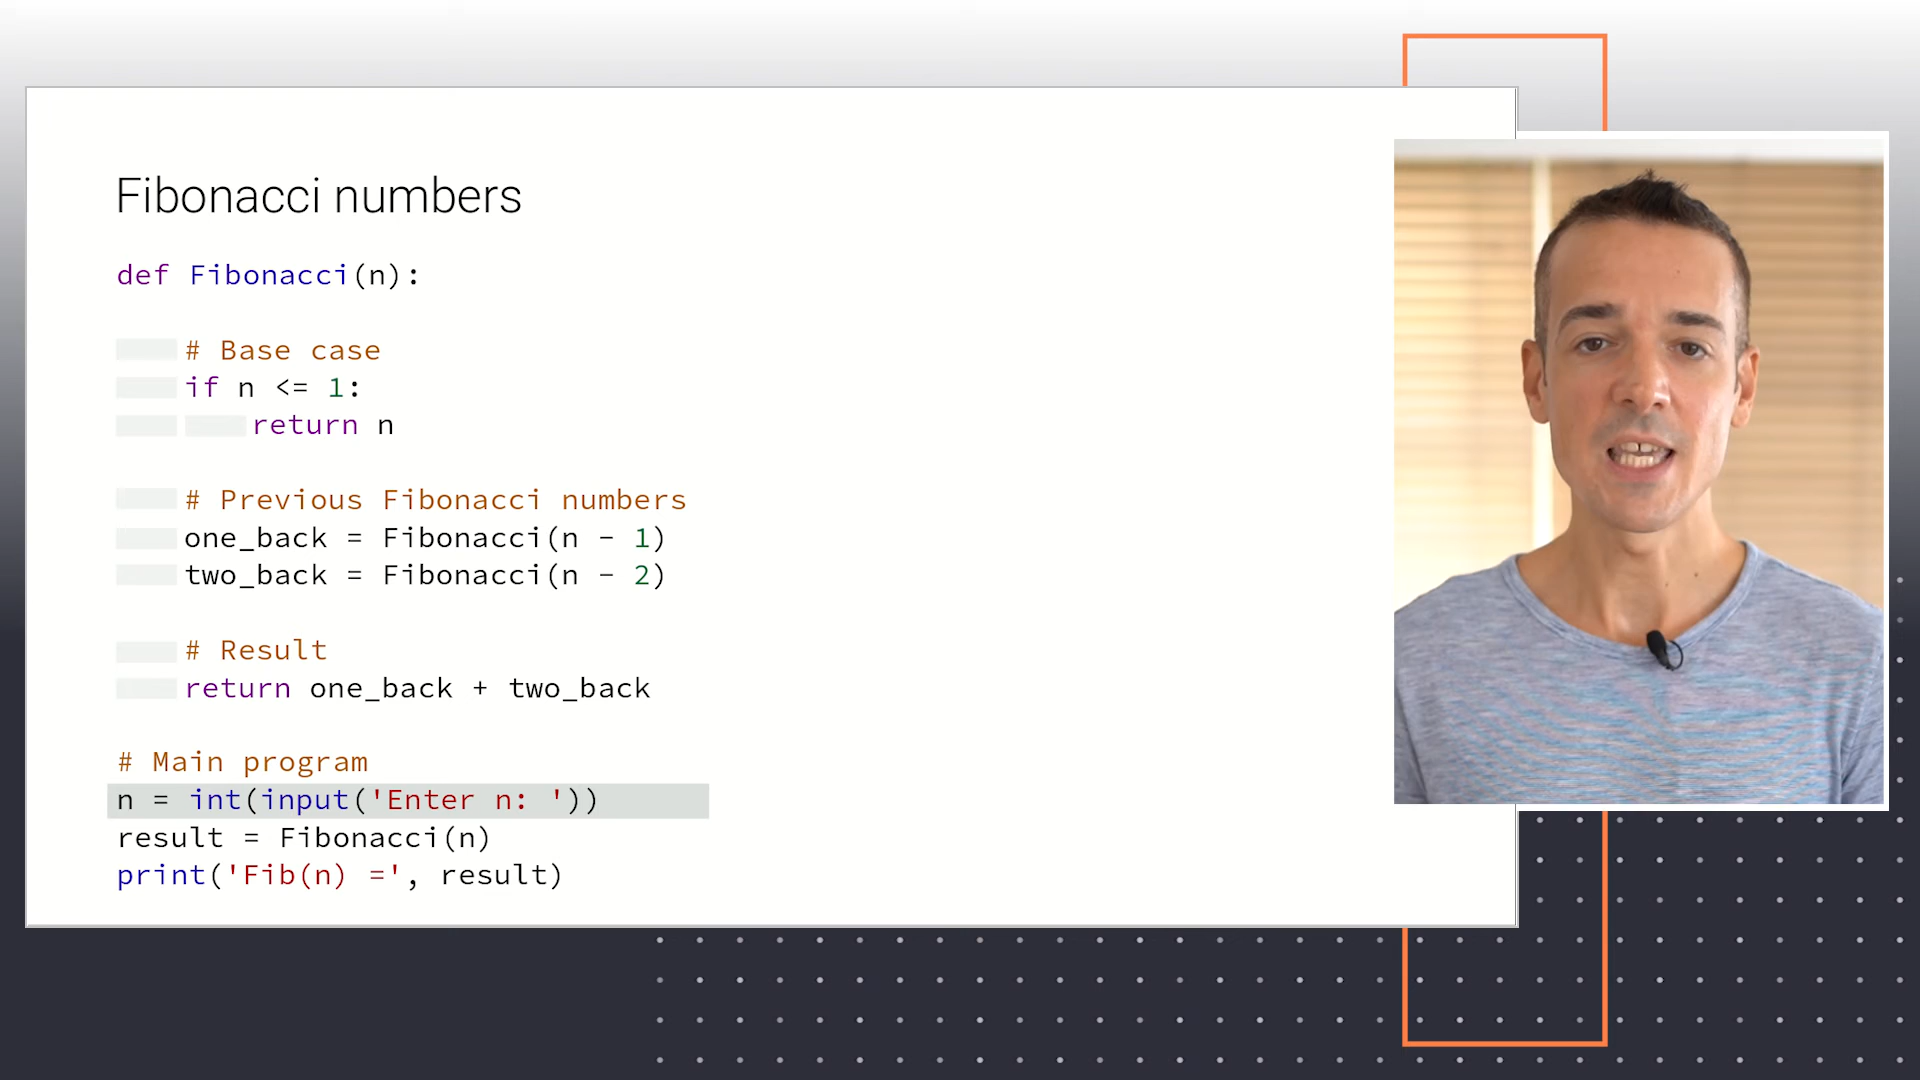 Fibonacci numbers
def Fibonacci(n):
# Base case
if n <= 1:
return n
# Previous Fibonacci numbers
one_back = Fibonacci(n - 1)
two_back = Fibonacci(n - 2)
# Result
return one_back + two_back
# Main program
n = int(input('Enter n: '))
result = Fibonacci(n)
print('Fib(n) =', result)